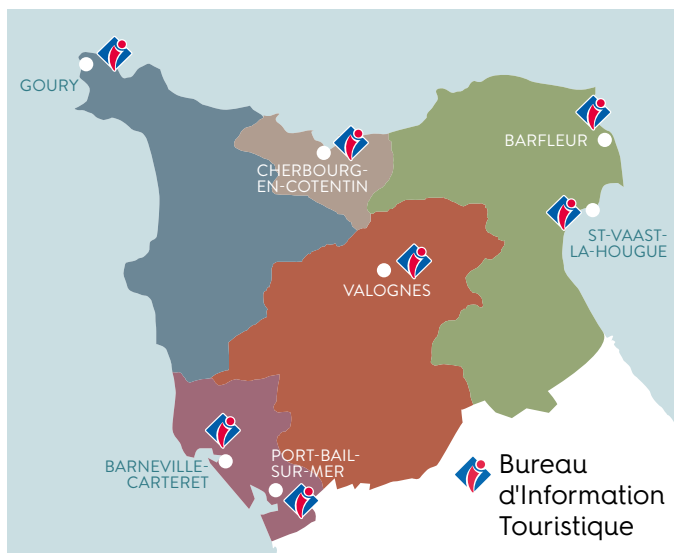 GOURY
CHERBOURG-
EN-COTENTIN
BARFLEUR
ST-VAAST-
LA-HOUGUE
VALOGNES
BARNEVILLE-
CARTERET
PORT-BAIL-
SUR-MER
Bureau
d'Information
Touristique